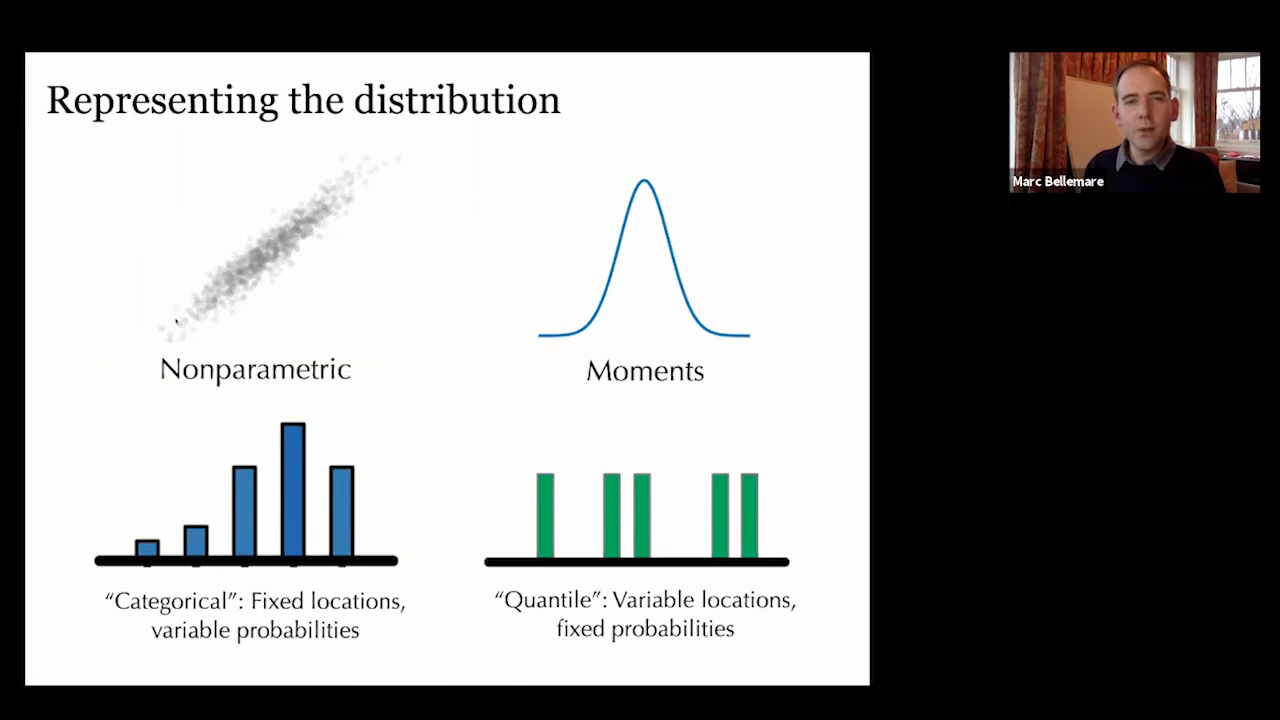 Representing the distribution
Marc Bellemare
Nonparametric
Moments
“Categorical”: Fixed locations,
variable probabilities
“Quantile”: Variable locations,
fixed probabilities